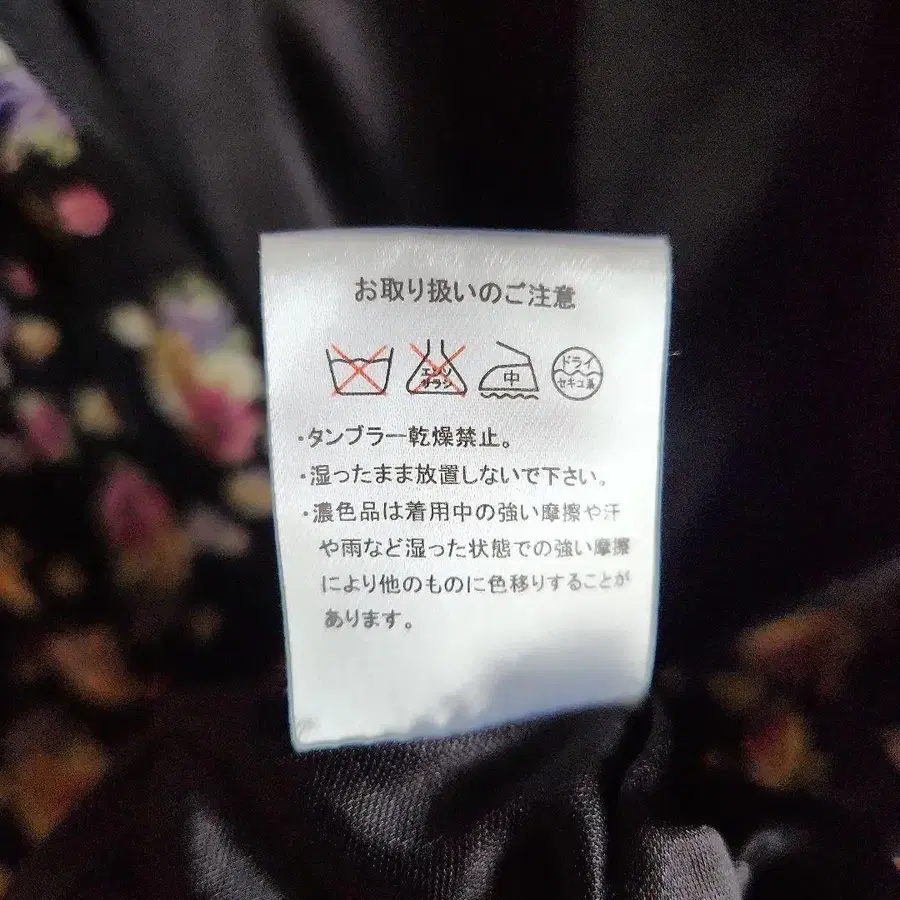 お取り扱いのご注意
エンソ
サラシ
中
ドライ
セキユ系
・タンブラー乾燥禁止。
・湿ったまま放置しないで下さい。
・濃色品は着用中の強い摩擦や汗
や雨など湿った状態での強い摩擦
により他のものに色移りすることが
あります。